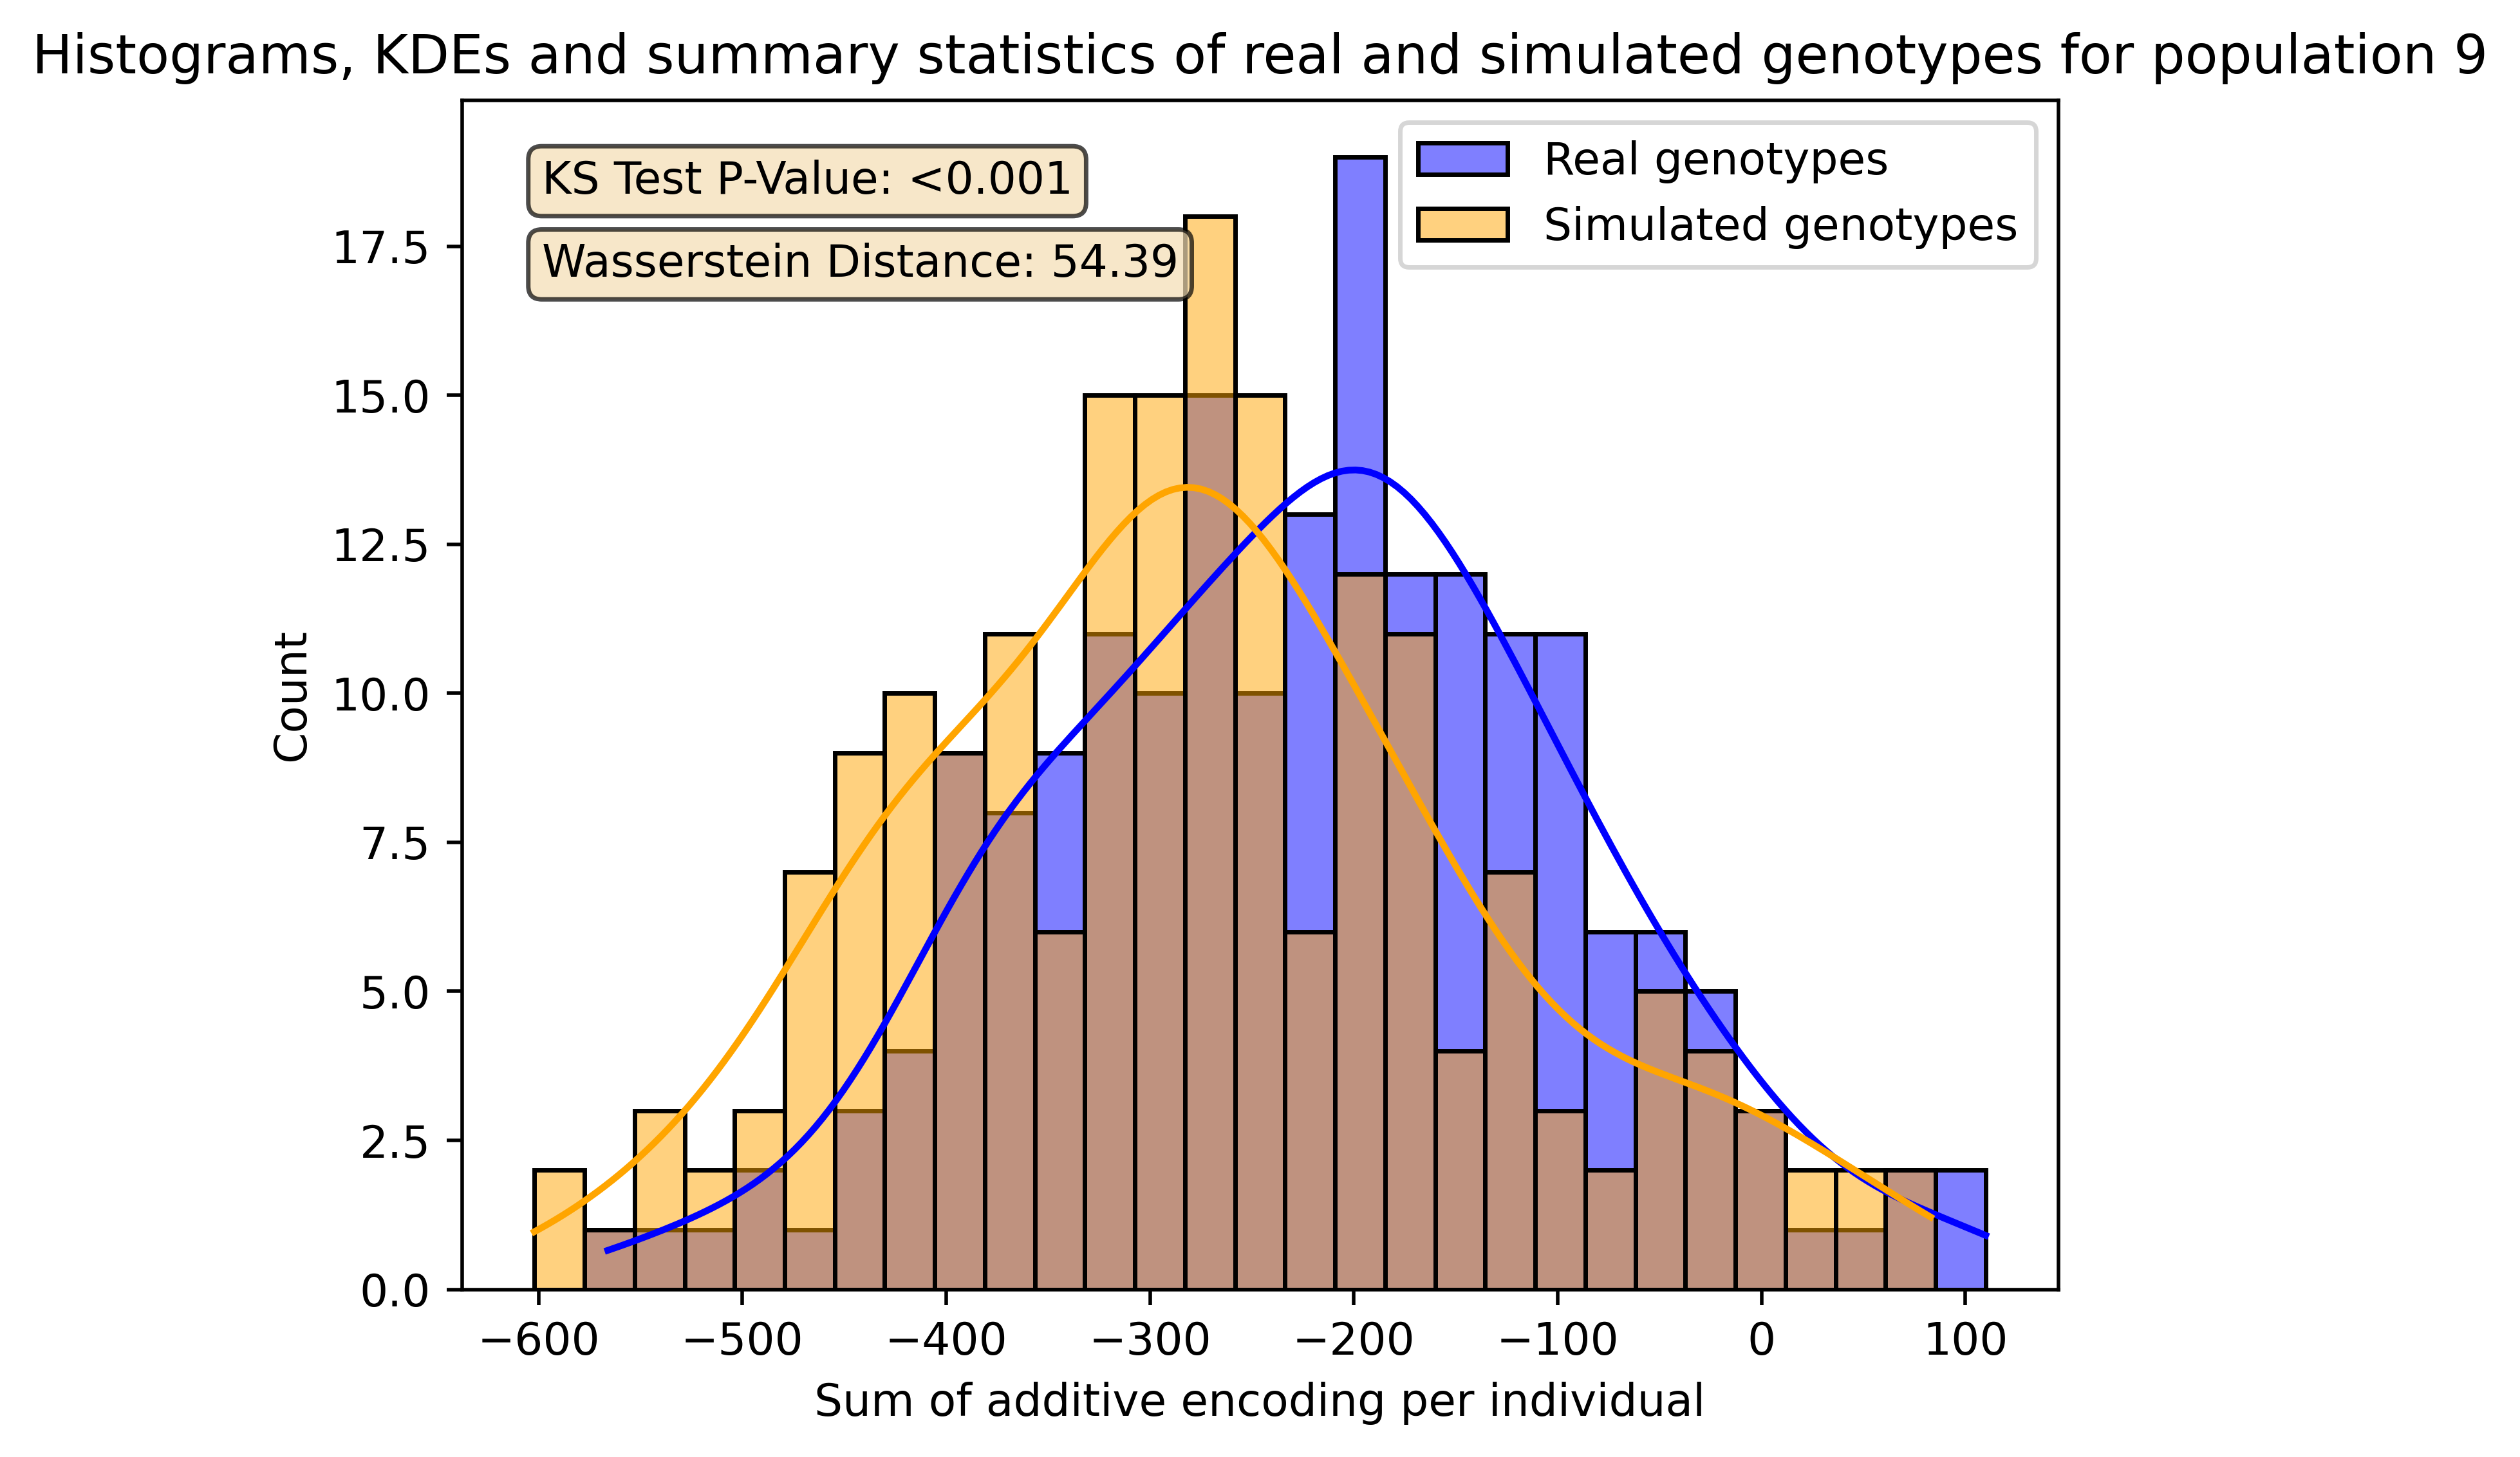 Histograms, KDEs and summary statistics of real and simulated genotypes for population 9
KS Test P-Value: <0.001
Wasserstein Distance: 54.39
Real genotypes
Simulated genotypes
17.5
15.0
12.5
10.0
7.5
5.0
2.5
0.0
Count
−600 −500 −400 −300 −200 −100 0 100
Sum of additive encoding per individual